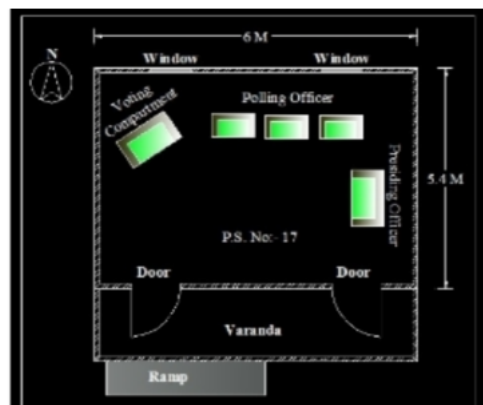 6 M
N
Window
Window
Voting
Compartment
Polling Officer
Presiding Officer
5.4 M
P.S. No:- 17
Door
Door
Varanda
Ramp